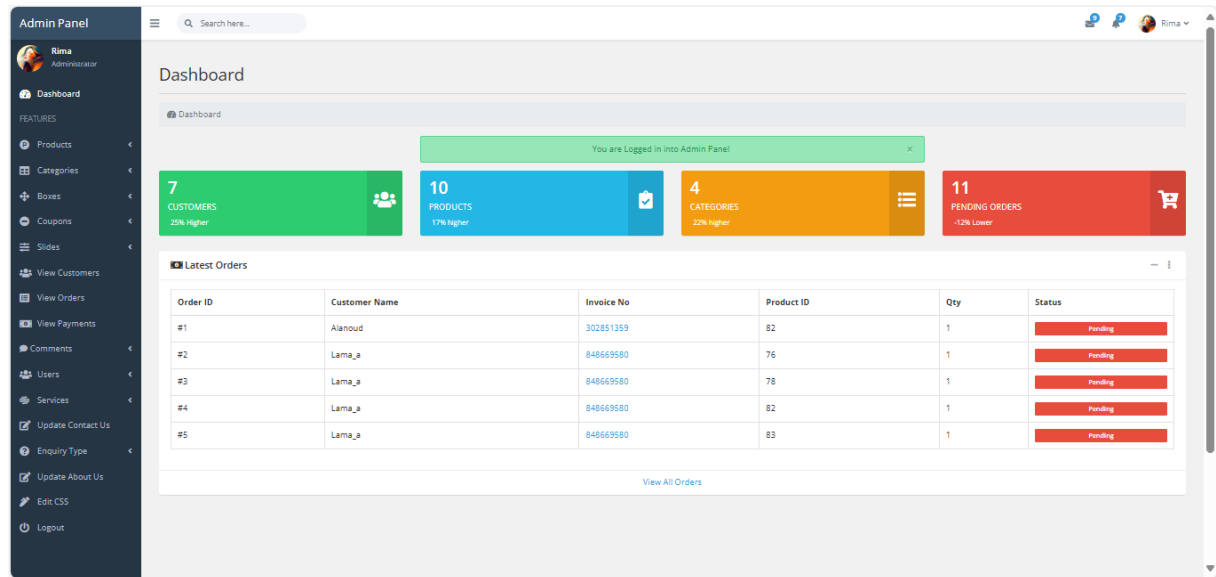 Admin Panel
Search here...
9
7
Rima
Rima
Administrator
Dashboard
FEATURES
Products
Categories
Boxes
Coupons
Slides
View Customers
View Orders
View Payments
Comments
Users
Services
Update Contact Us
Enquiry Type
Update About Us
Edit CSS
Logout
Dashboard
Dashboard
You are Logged in into Admin Panel ×
7
CUSTOMERS
25% Higher
10
PRODUCTS
17% higher
4
CATEGORIES
22% higher
11
PENDING ORDERS
-12% Lower
Latest Orders
Order ID Customer Name Invoice No Product ID Qty Status
#1 Alanoud 302851359 82 1 Pending
#2 Lama_a 848669580 76 1 Pending
#3 Lama_a 848669580 78 1 Pending
#4 Lama_a 848669580 82 1 Pending
#5 Lama_a 848669580 83 1 Pending
View All Orders